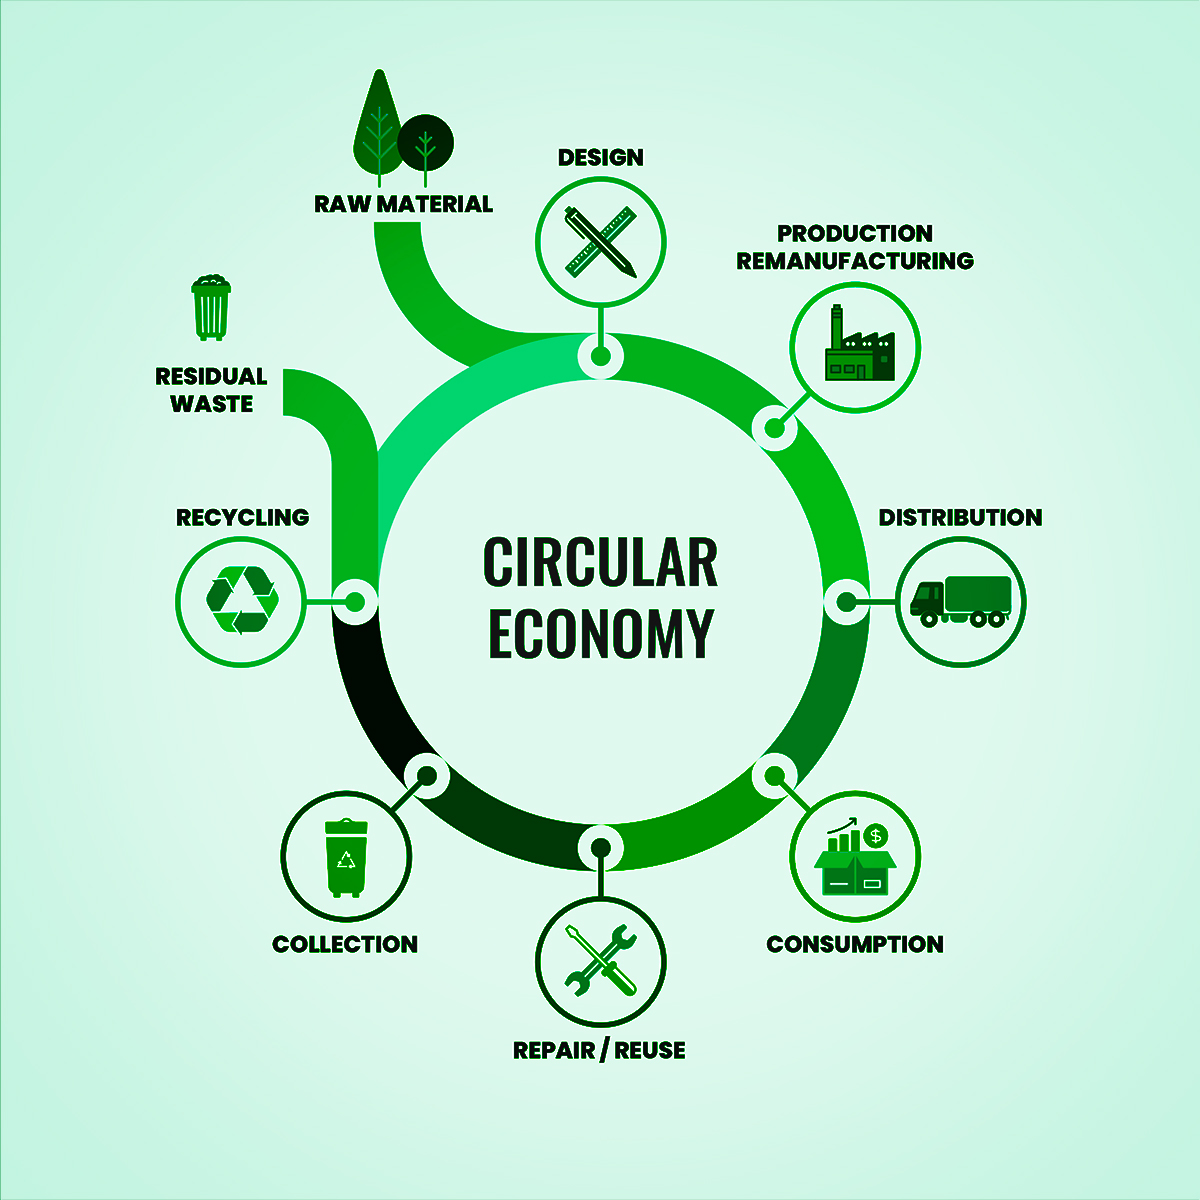 RAW MATERIAL
DESIGN
PRODUCTION
REMANUFACTURING
RESIDUAL
WASTE
RECYCLING
DISTRIBUTION
CIRCULAR
ECONOMY
$
COLLECTION
CONSUMPTION
REPAIR / REUSE